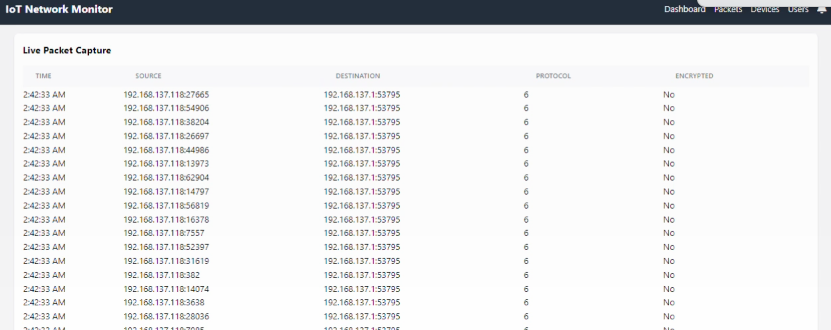 IoT Network Monitor Dashboard Packets Devices Users
Live Packet Capture
TIME SOURCE DESTINATION PROTOCOL ENCRYPTED
2:42:33 AM 192.168.137.118:27665 192.168.137.1:53795 6 No
2:42:33 AM 192.168.137.118:54906 192.168.137.1:53795 6 No
2:42:33 AM 192.168.137.118:38204 192.168.137.1:53795 6 No
2:42:33 AM 192.168.137.118:26697 192.168.137.1:53795 6 No
2:42:33 AM 192.168.137.118:44986 192.168.137.1:53795 6 No
2:42:33 AM 192.168.137.118:13973 192.168.137.1:53795 6 No
2:42:33 AM 192.168.137.118:62904 192.168.137.1:53795 6 No
2:42:33 AM 192.168.137.118:14797 192.168.137.1:53795 6 No
2:42:33 AM 192.168.137.118:56819 192.168.137.1:53795 6 No
2:42:33 AM 192.168.137.118:16378 192.168.137.1:53795 6 No
2:42:33 AM 192.168.137.118:7557 192.168.137.1:53795 6 No
2:42:33 AM 192.168.137.118:52397 192.168.137.1:53795 6 No
2:42:33 AM 192.168.137.118:31619 192.168.137.1:53795 6 No
2:42:33 AM 192.168.137.118:382 192.168.137.1:53795 6 No
2:42:33 AM 192.168.137.118:14074 192.168.137.1:53795 6 No
2:42:33 AM 192.168.137.118:3638 192.168.137.1:53795 6 No
2:42:33 AM 192.168.137.118:28036 192.168.137.1:53795 6 No
2:42:33 AM 192.168.137.1:53795 6 No